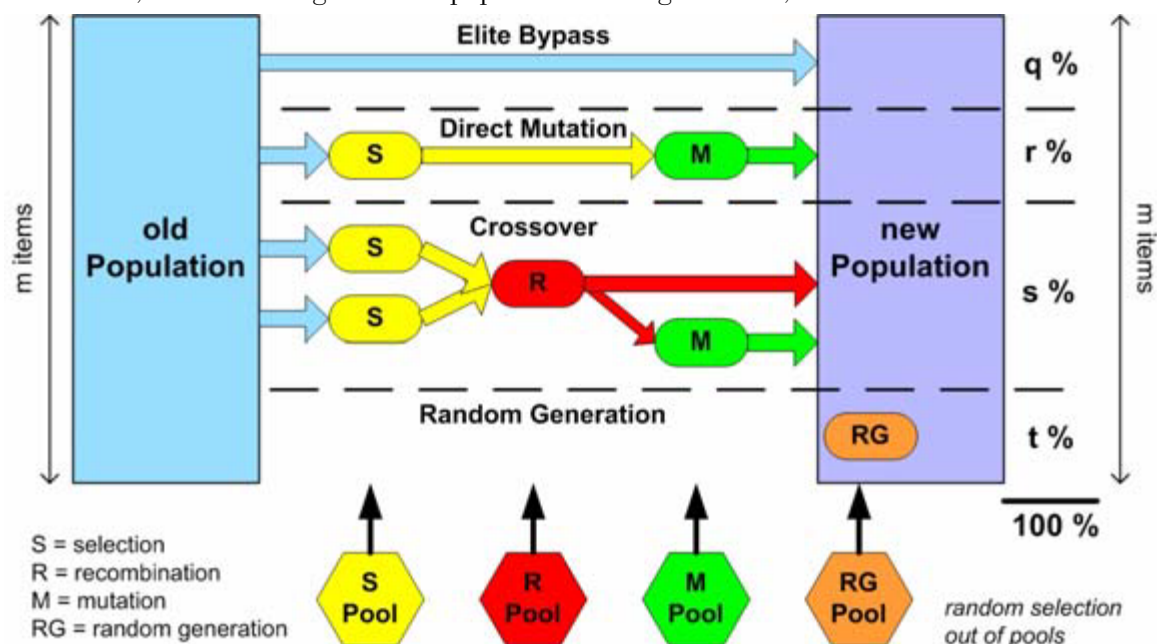 Elite Bypass
q %
Direct Mutation
S
M
r %
m items
old
Population
Crossover
S
R
S
M
new
Population
s %
m items
Random Generation
RG
t %
100 %
S = selection
R = recombination
M = mutation
RG = random generation
S
Pool
R
Pool
M
Pool
RG
Pool
random selection
out of pools